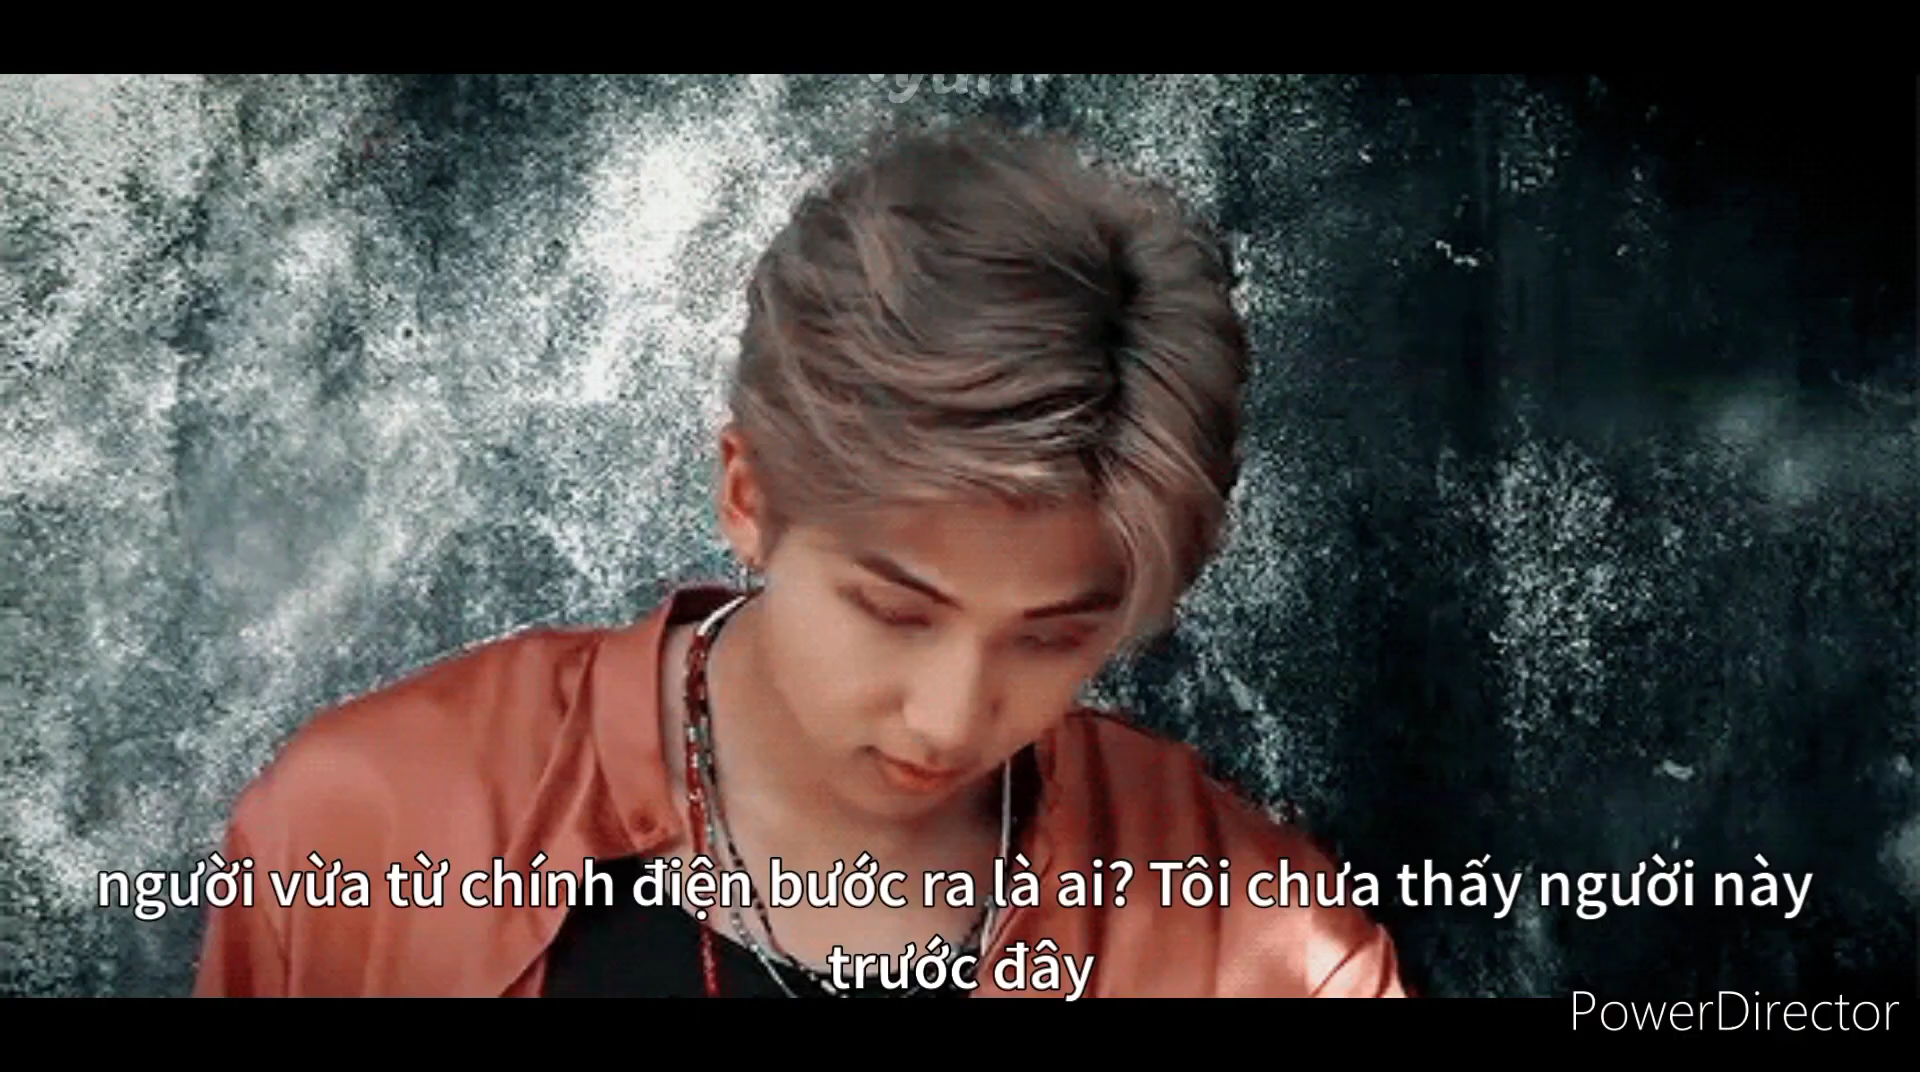 người vừa từ chính điện bước ra là ai? Tôi chưa thấy người này
trước đây
PowerDirector